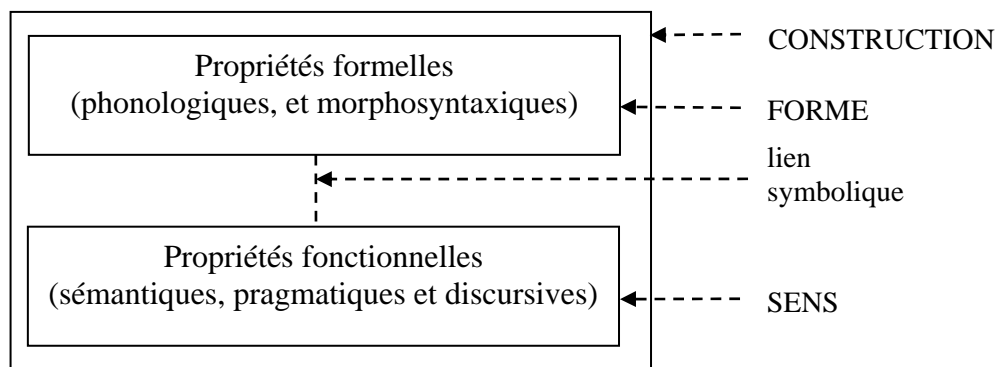 Propriétés formelles
(phonologiques, et morphosyntaxiques)
Propriétés fonctionnelles
(sémantiques, pragmatiques et discursives)
CONSTRUCTION
FORME
lien
symbolique
SENS